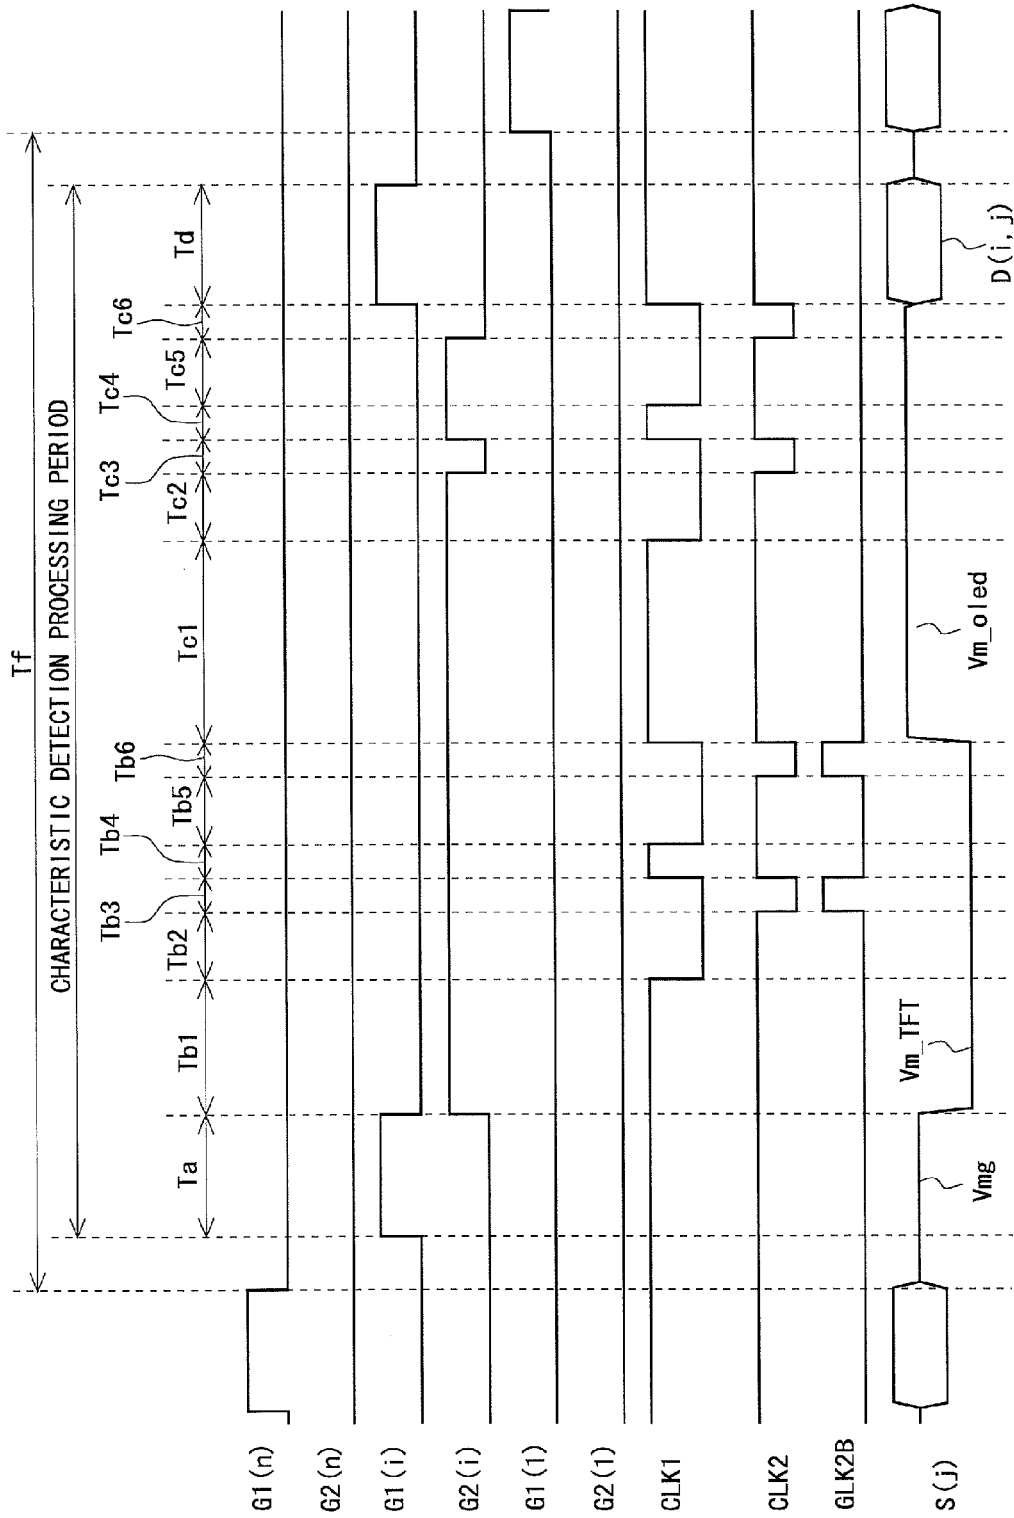 Tf
CHARACTERISTIC DETECTION PROCESSING PERIOD
Ta
Tb1
Tb2
Tb3
Tb4
Tb5
Tb6
Tc1
Tc2
Tc3
Tc4
Tc5
Tc6
Td
G1(n)
G2(n)
G1(i)
G2(i)
G1(1)
G2(1)
CLK1
CLK2
GLK2B
S(j)
Vmg
Vm_TFT
Vm_oled
D(i,j)